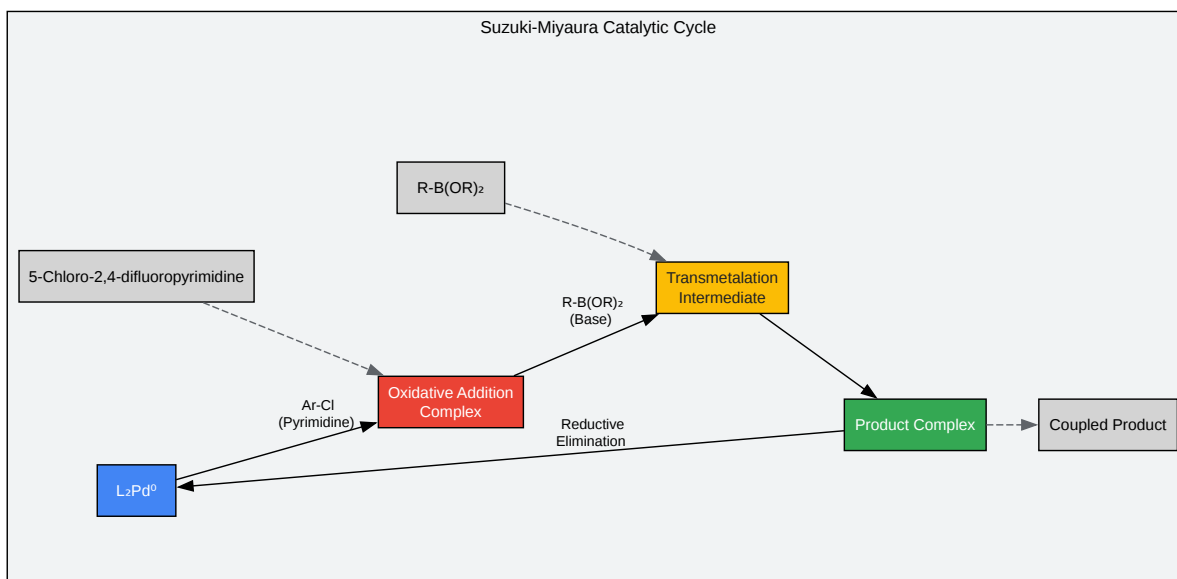 Suzuki-Miyaura Catalytic Cycle
R-B(OR)₂
5-Chloro-2,4-difluoropyrimidine
Transmetalation
Intermediate
R-B(OR)₂
(Base)
Oxidative Addition
Complex
Ar-Cl
(Pyrimidine)
Reductive
Elimination
Product Complex
Coupled Product
L₂Pd⁰